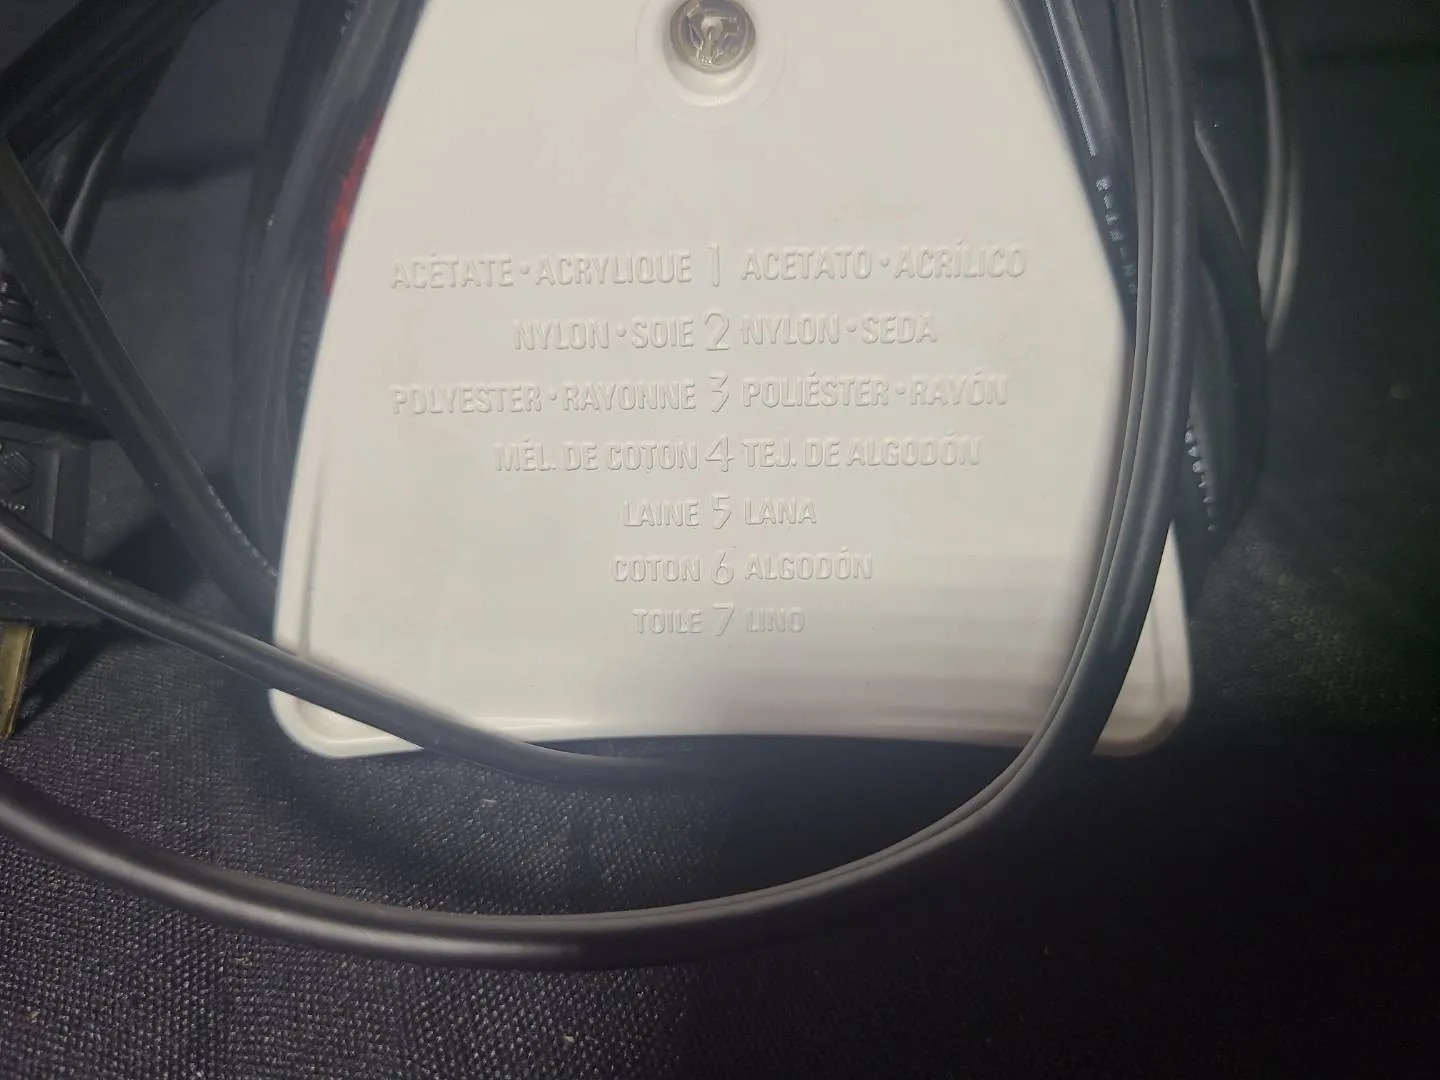 ACÉTATE • ACRYLIQUE 1 ACETATO • ACRÍLICO
NYLON • SOIE 2 NYLON • SEDA
POLYESTER • RAYONNE 3 POLIÉSTER • RAYÓN
MÉL. DE COTON 4 TEJ. DE ALGODÓN
LAINE 5 LANA
COTON 6 ALGODÓN
TOILE 7 LINO